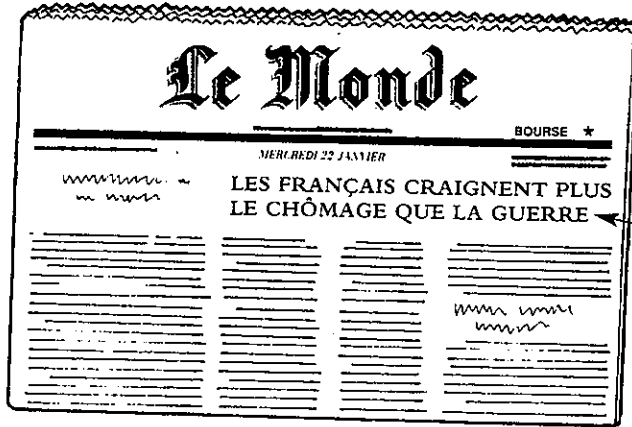 Le Monde
BOURSE ★
MERCREDI 22 JANVIER
LES FRANÇAIS CRAIGNENT PLUS
LE CHÔMAGE QUE LA GUERRE